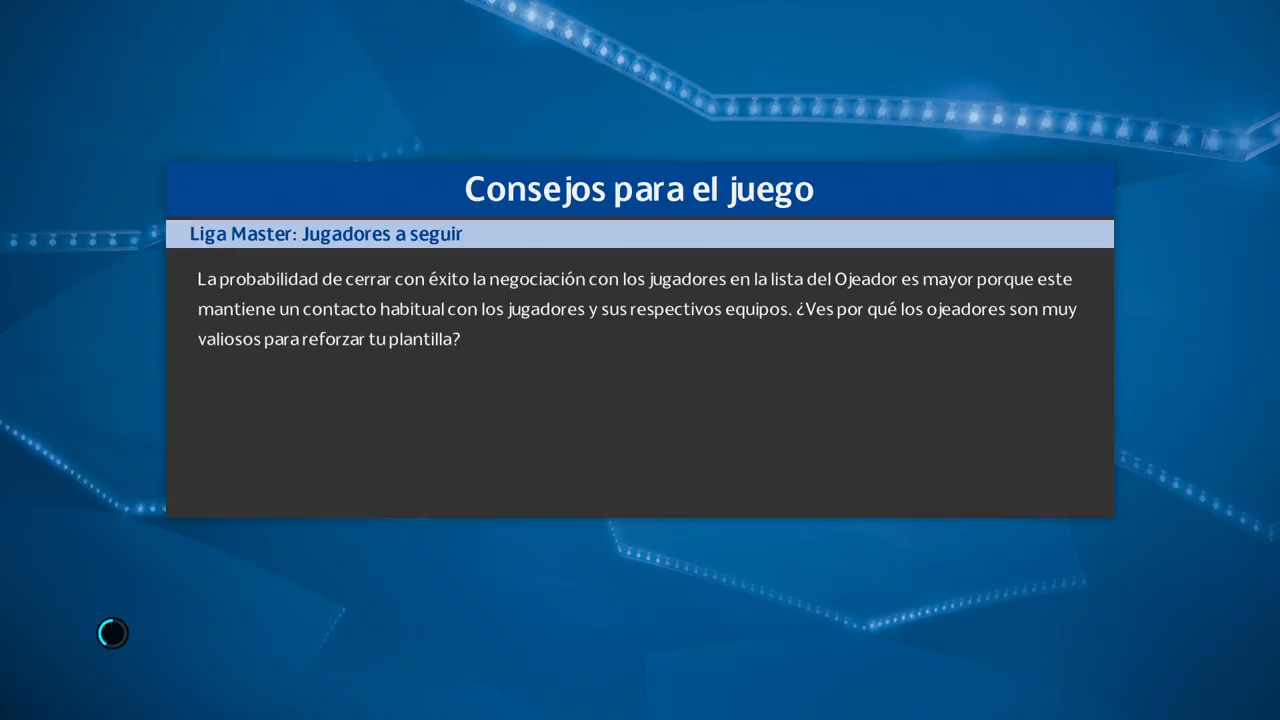 Consejos para el juego
Liga Master: Jugadores a seguir
La probabilidad de cerrar con éxito la negociación con los jugadores en la lista del Ojeador es mayor porque este
mantiene un contacto habitual con los jugadores y sus respectivos equipos. ¿Ves por qué los ojeadores son muy
valiosos para reforzar tu plantilla?